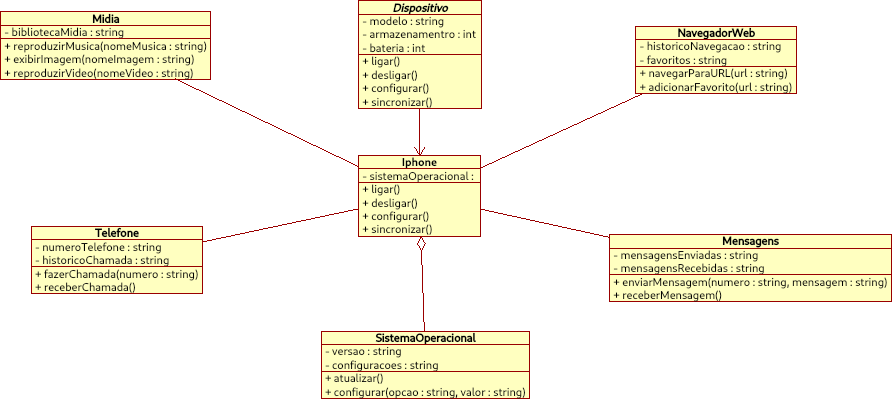 Midia
- bibliotecaMidia : string
+ reproduzirMusica(nomeMusica : string)
+ exibirImagem(nomeImagem : string)
+ reproduzirVideo(nomeVideo : string)
Dispositivo
- modelo : string
- armazenamentro : int
- bateria : int
+ ligar()
+ desligar()
+ configurar()
+ sincronizar()
NavegadorWeb
- historicoNavegacao : string
- favoritos : string
+ navegarParaURL(url : string)
+ adicionarFavorito(url : string)
Iphone
- sistemaOperacional :
+ ligar()
+ desligar()
+ configurar()
+ sincronizar()
Telefone
- numeroTelefone : string
- historicoChamada : string
+ fazerChamada(numero : string)
+ receberChamada()
Mensagens
- mensagensEnviadas : string
- mensagensRecebidas : string
+ enviarMensagem(numero : string, mensagem : string)
+ receberMensagem()
SistemaOperacional
- versao : string
- configuracoes : string
+ atualizar()
+ configurar(opcao : string, valor : string)